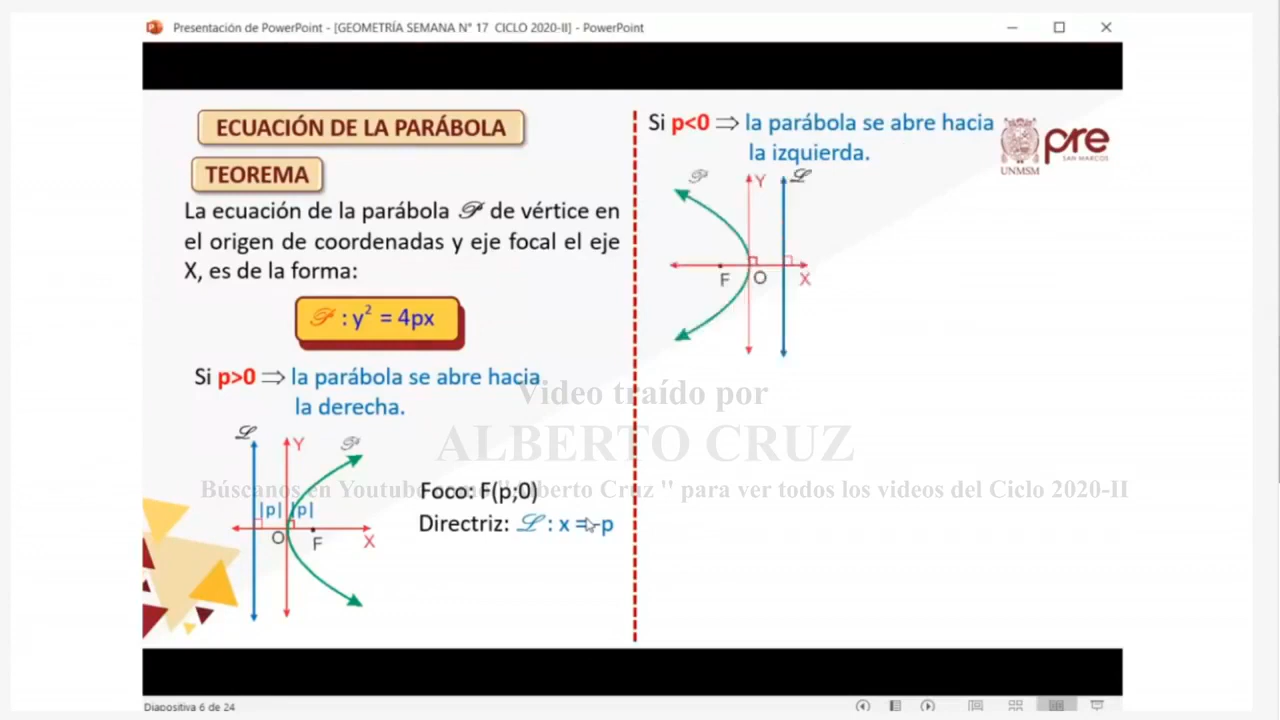 Presentación de PowerPoint - [GEOMETRÍA SEMANA N° 17 CICLO 2020-II] - PowerPoint
ECUACIÓN DE LA PARÁBOLA
TEOREMA
La ecuación de la parábola 𝒫 de vértice en
el origen de coordenadas y eje focal el eje
X, es de la forma:
𝒫 : y² = 4px
Si p>0 ⇒ la parábola se abre hacia
la derecha.
ℒ Y 𝒫
|p| |p|
O F X
Foco: F(p;0)
Directriz: ℒ : x = -p
Si p<0 ⇒ la parábola se abre hacia
la izquierda.
𝒫 Y ℒ
F O X
UNMSM
pre
SAN MARCOS
Video traído por
ALBERTO CRUZ
Búscanos en Youtube como "Alberto Cruz " para ver todos los videos del Ciclo 2020-II
Diapositiva 6 de 24